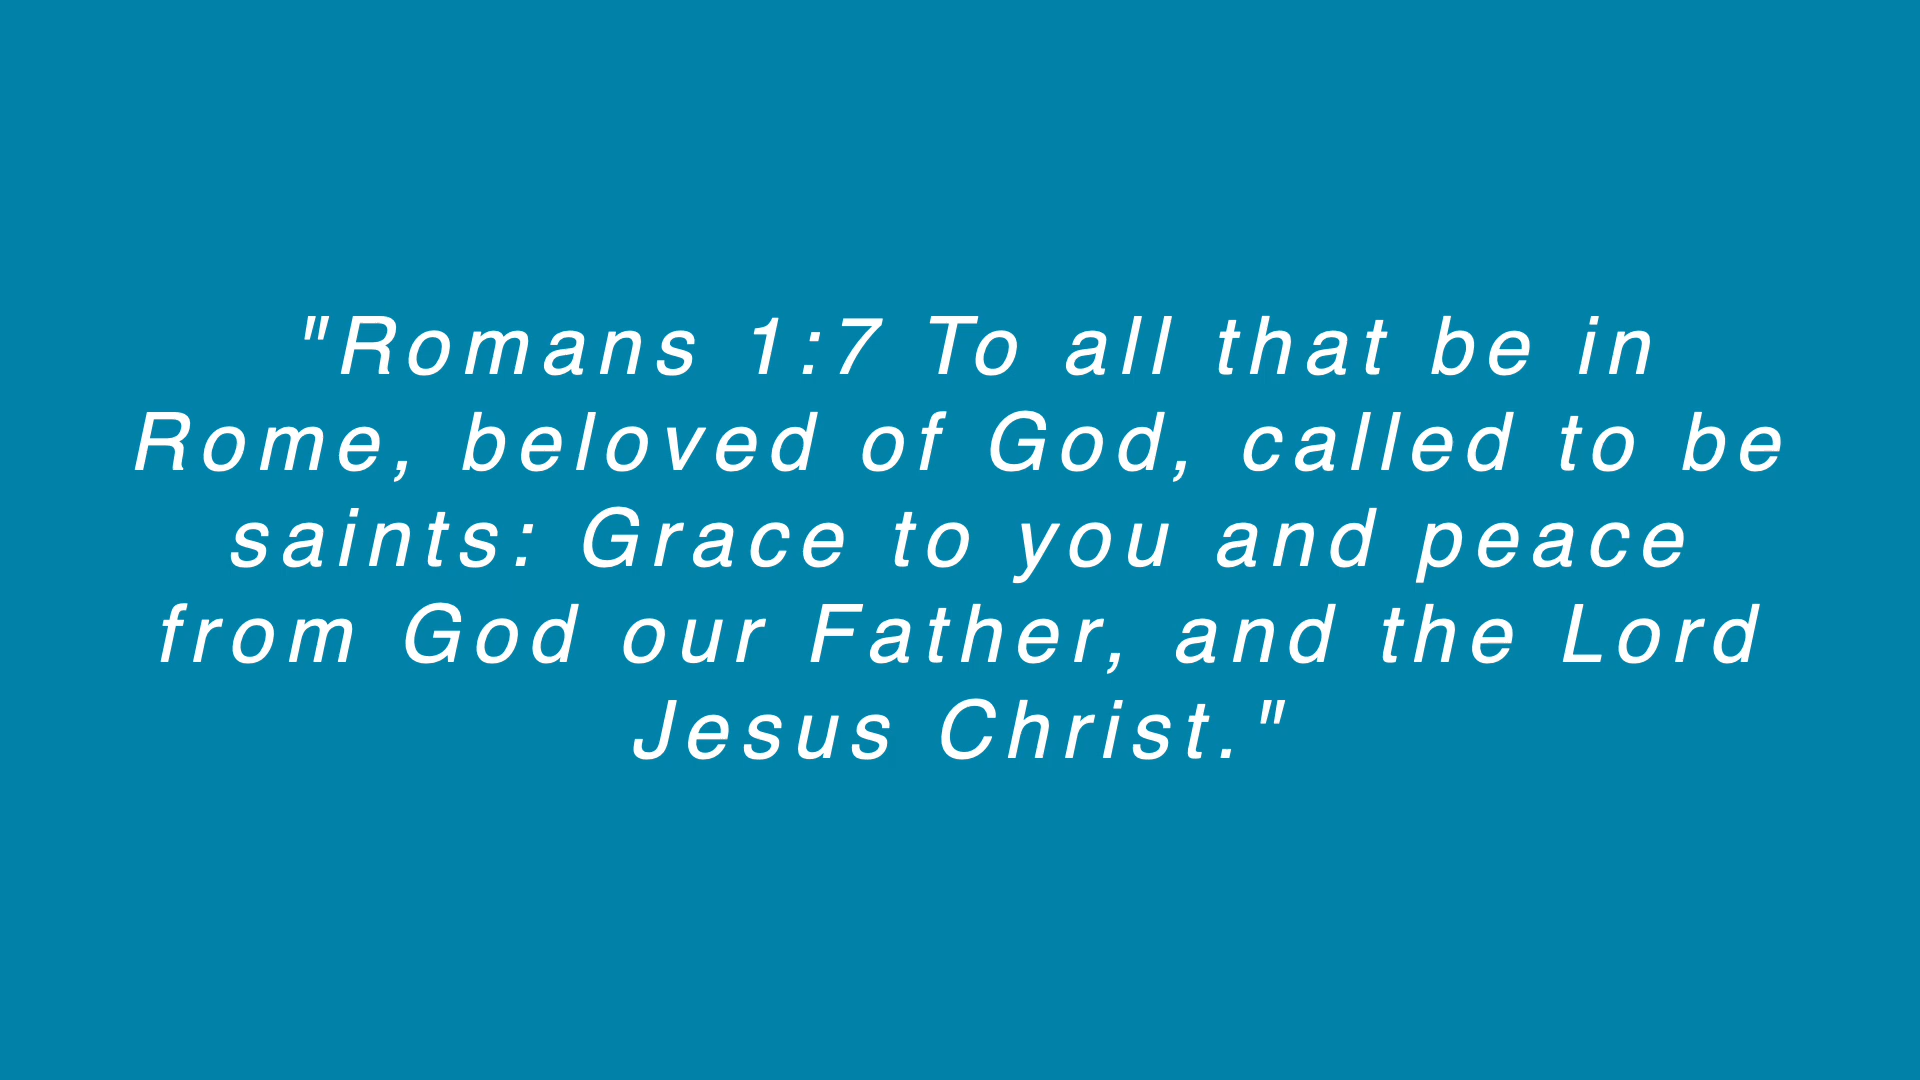 "Romans 1:7 To all that be in
Rome, beloved of God, called to be
saints: Grace to you and peace
from God our Father, and the Lord
Jesus Christ."